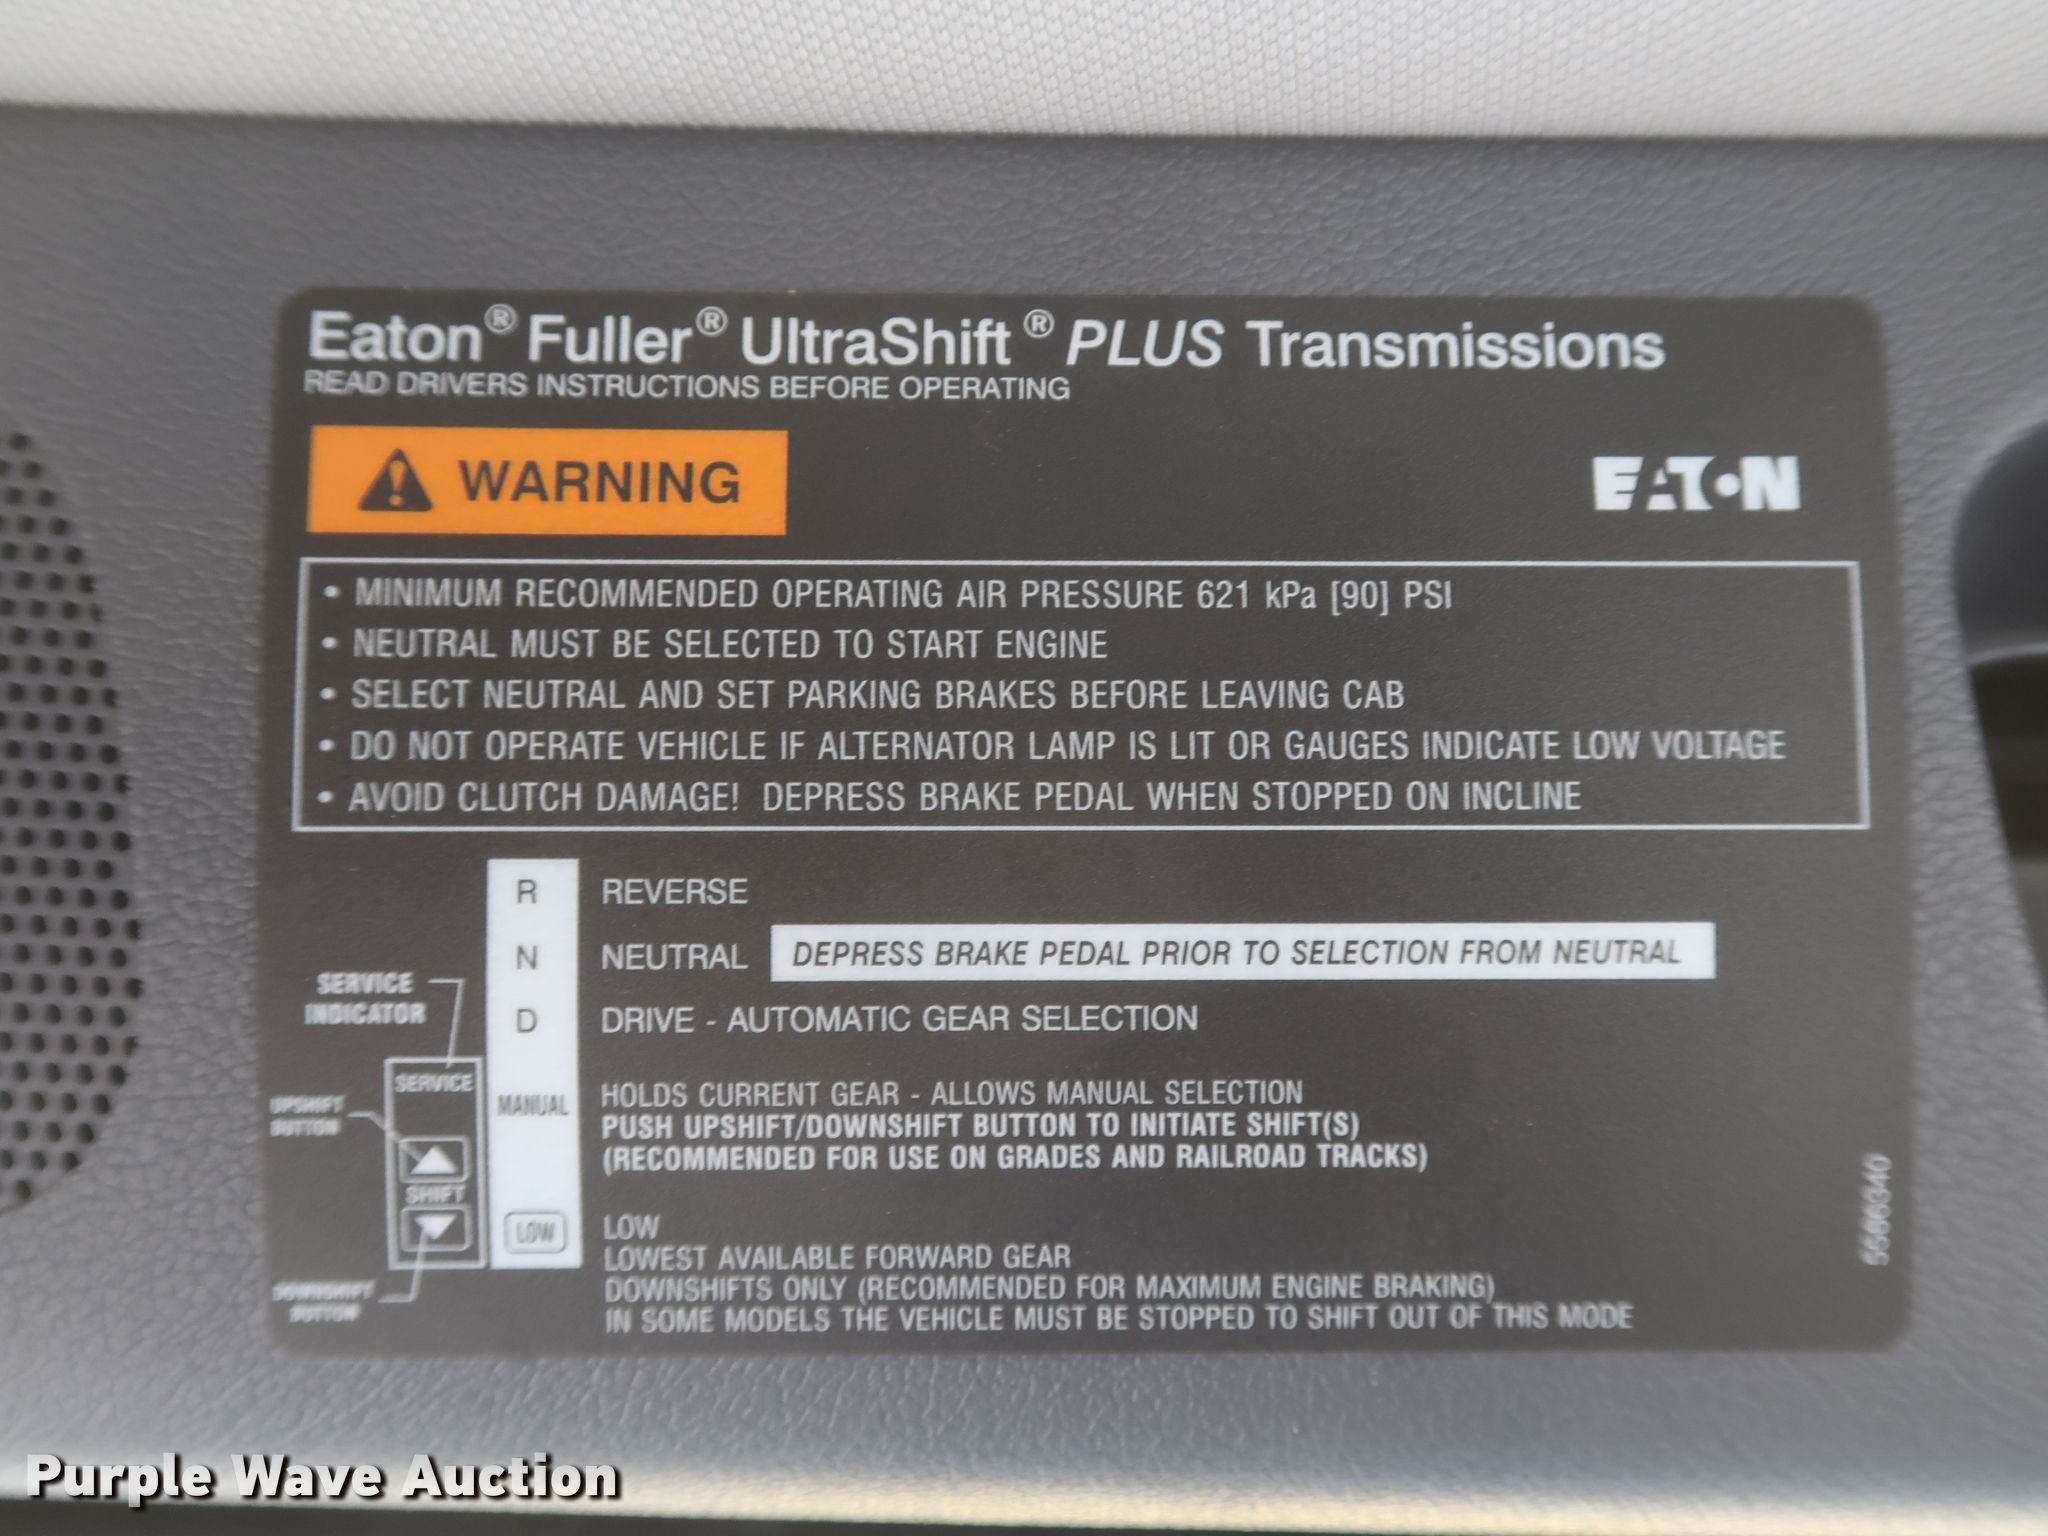 Eaton® Fuller® UltraShift® PLUS Transmissions
READ DRIVERS INSTRUCTIONS BEFORE OPERATING
WARNING
EATON
• MINIMUM RECOMMENDED OPERATING AIR PRESSURE 621 kPa [90] PSI
• NEUTRAL MUST BE SELECTED TO START ENGINE
• SELECT NEUTRAL AND SET PARKING BRAKES BEFORE LEAVING CAB
• DO NOT OPERATE VEHICLE IF ALTERNATOR LAMP IS LIT OR GAUGES INDICATE LOW VOLTAGE
• AVOID CLUTCH DAMAGE! DEPRESS BRAKE PEDAL WHEN STOPPED ON INCLINE
R REVERSE
N NEUTRAL DEPRESS BRAKE PEDAL PRIOR TO SELECTION FROM NEUTRAL
D DRIVE - AUTOMATIC GEAR SELECTION
SERVICE
INDICATOR
SERVICE
UPSHIFT
BUTTON
SHIFT
DOWNSHIFT
BUTTON
MANUAL
HOLDS CURRENT GEAR - ALLOWS MANUAL SELECTION
PUSH UPSHIFT/DOWNSHIFT BUTTON TO INITIATE SHIFT(S)
(RECOMMENDED FOR USE ON GRADES AND RAILROAD TRACKS)
LOW
LOW
LOWEST AVAILABLE FORWARD GEAR
DOWNSHIFTS ONLY (RECOMMENDED FOR MAXIMUM ENGINE BRAKING)
IN SOME MODELS THE VEHICLE MUST BE STOPPED TO SHIFT OUT OF THIS MODE
5586340
Purple Wave Auction